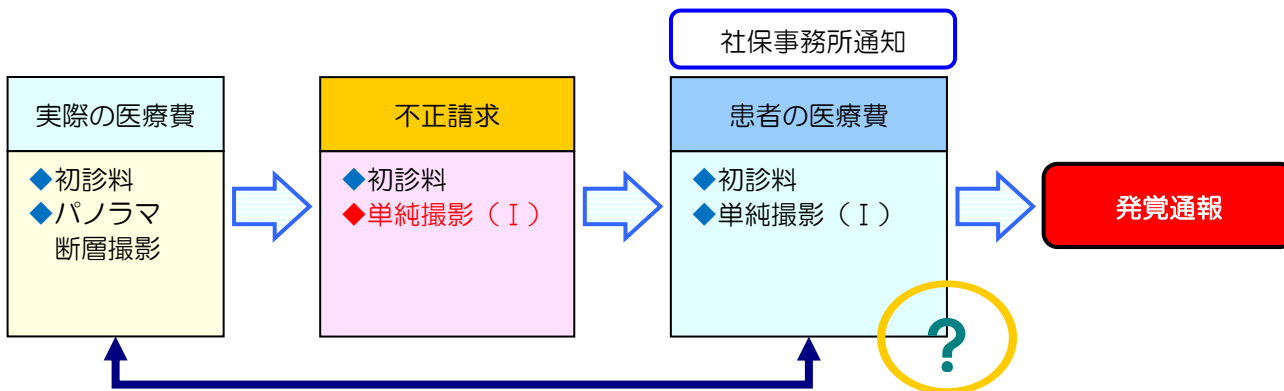 社保事務所通知
実際の医療費
◆初診料
◆パノラマ
断層撮影
不正請求
◆初診料
◆単純撮影（Ⅰ）
患者の医療費
◆初診料
◆単純撮影（Ⅰ）
発覚通報
？